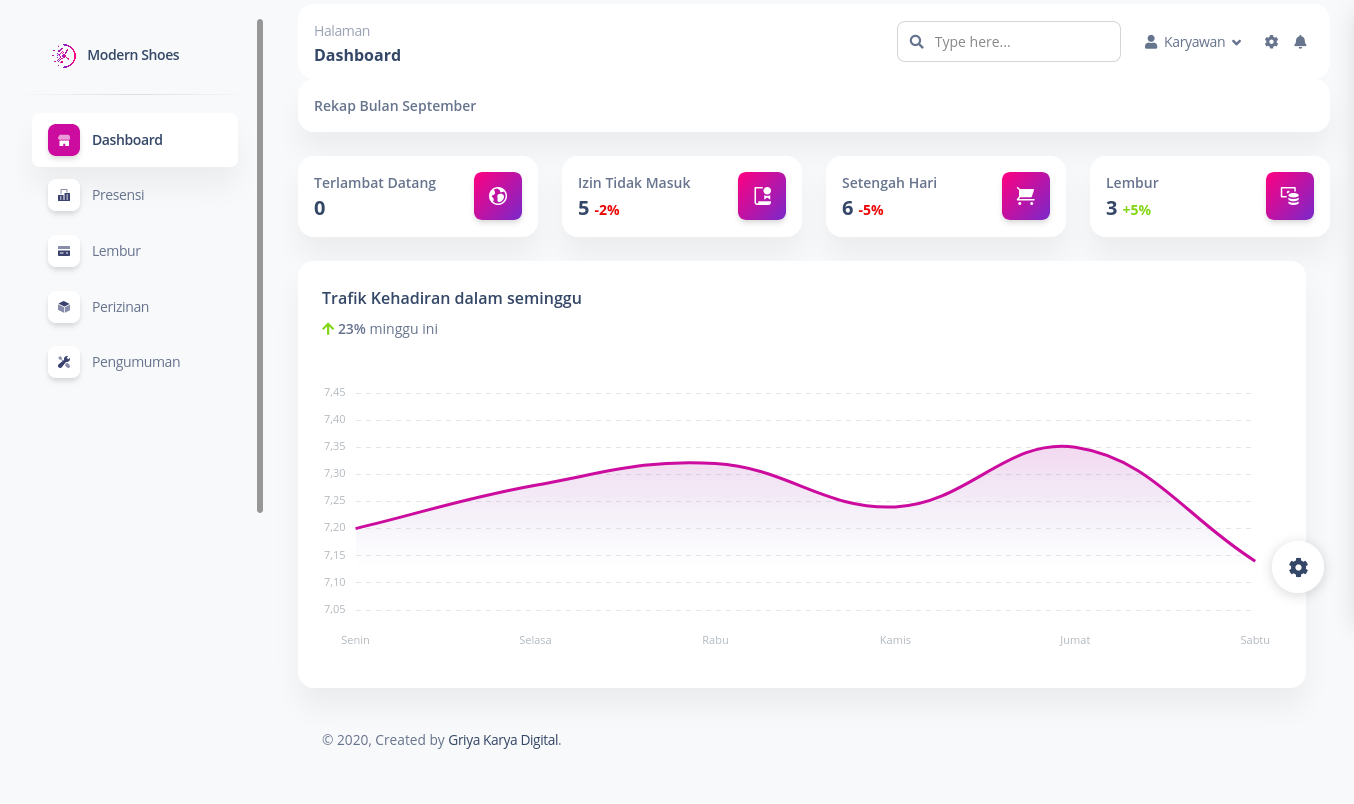 Modern Shoes
Dashboard
Presensi
Lembur
Perizinan
Pengumuman
Halaman
Dashboard
Type here...
Karyawan
Rekap Bulan September
Terlambat Datang
0
Izin Tidak Masuk
5 -2%
Setengah Hari
6 -5%
Lembur
3 +5%
Trafik Kehadiran dalam seminggu
23% minggu ini
7,45
7,40
7,35
7,30
7,25
7,20
7,15
7,10
7,05
Senin Selasa Rabu Kamis Jumat Sabtu
© 2020, Created by Griya Karya Digital.